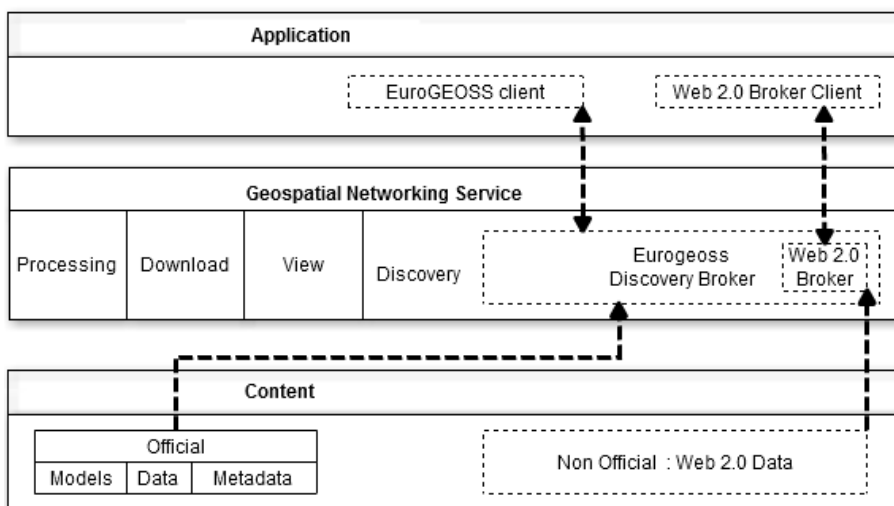 Application
EuroGEOSS client
Web 2.0 Broker Client
Geospatial Networking Service
Processing
Download
View
Discovery
Eurogeoss
Discovery Broker
Web 2.0
Broker
Content
Official
Models
Data
Metadata
Non Official : Web 2.0 Data